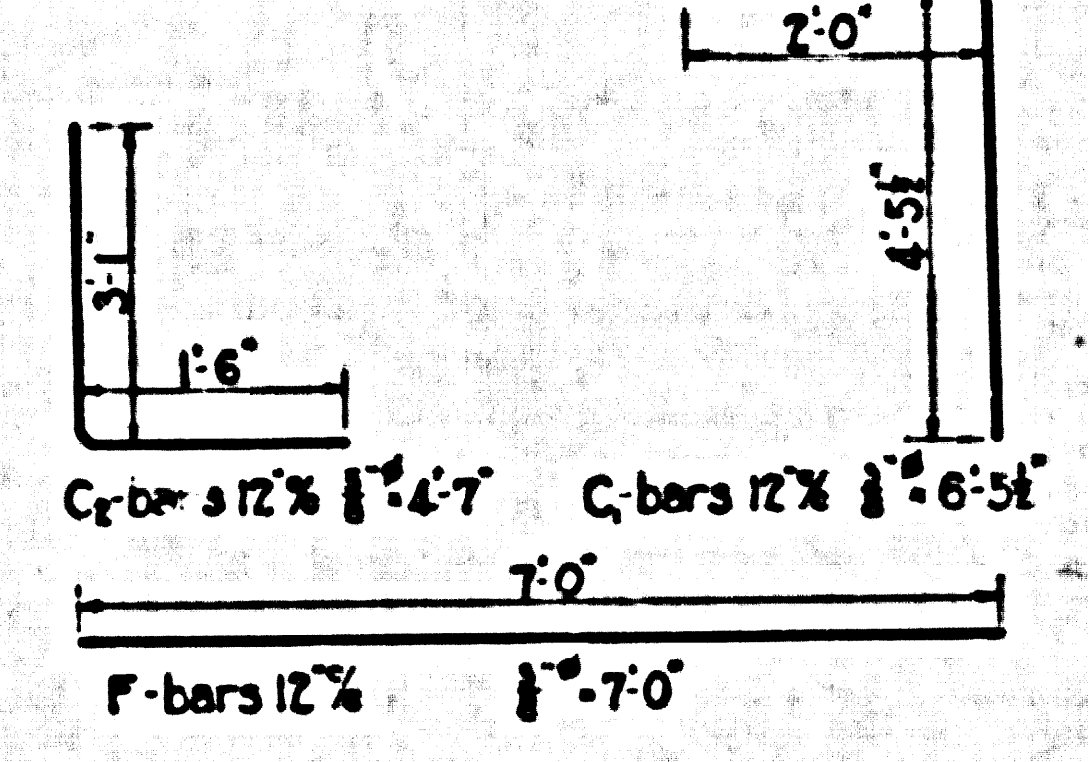 2'-0"
4'-5½"
3'-1"
1'-6"
C₂-bars 12" % ⅜"ø = 4'-7"
C₁-bars 12" % ⅜"ø = 6'-5½"
7'-0"
F-bars 12" % ⅜"ø = 7'-0"